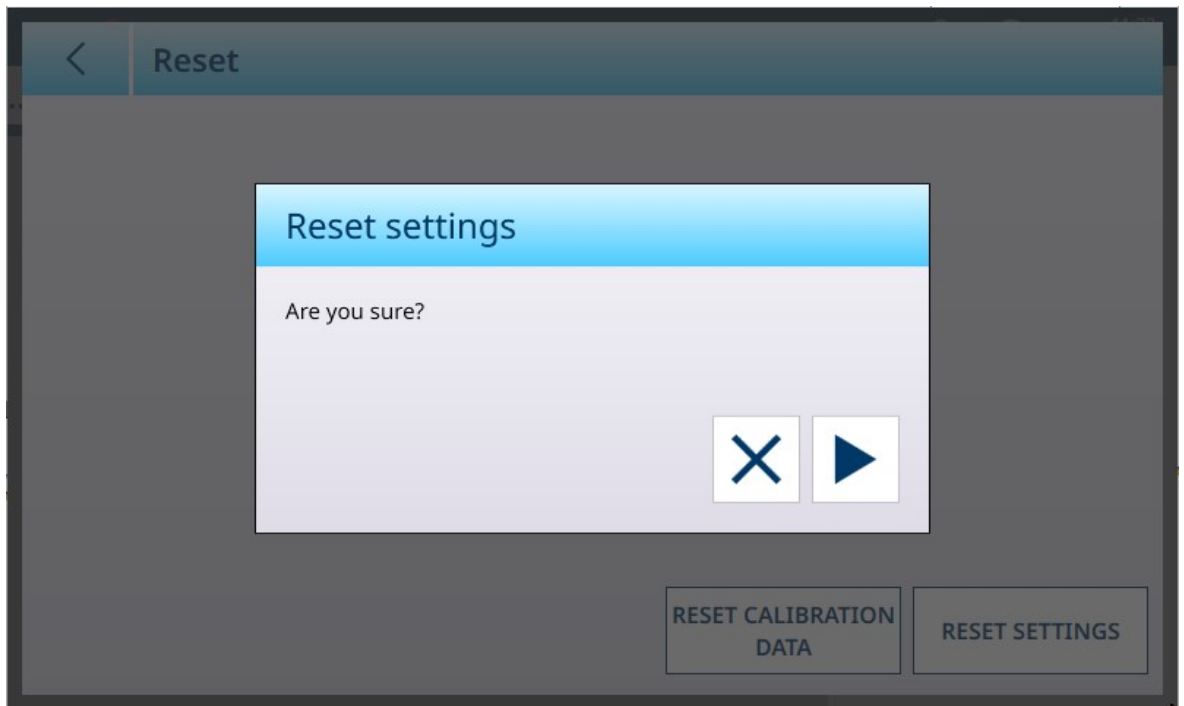 Reset
Reset settings
Are you sure?
RESET CALIBRATION
DATA
RESET SETTINGS